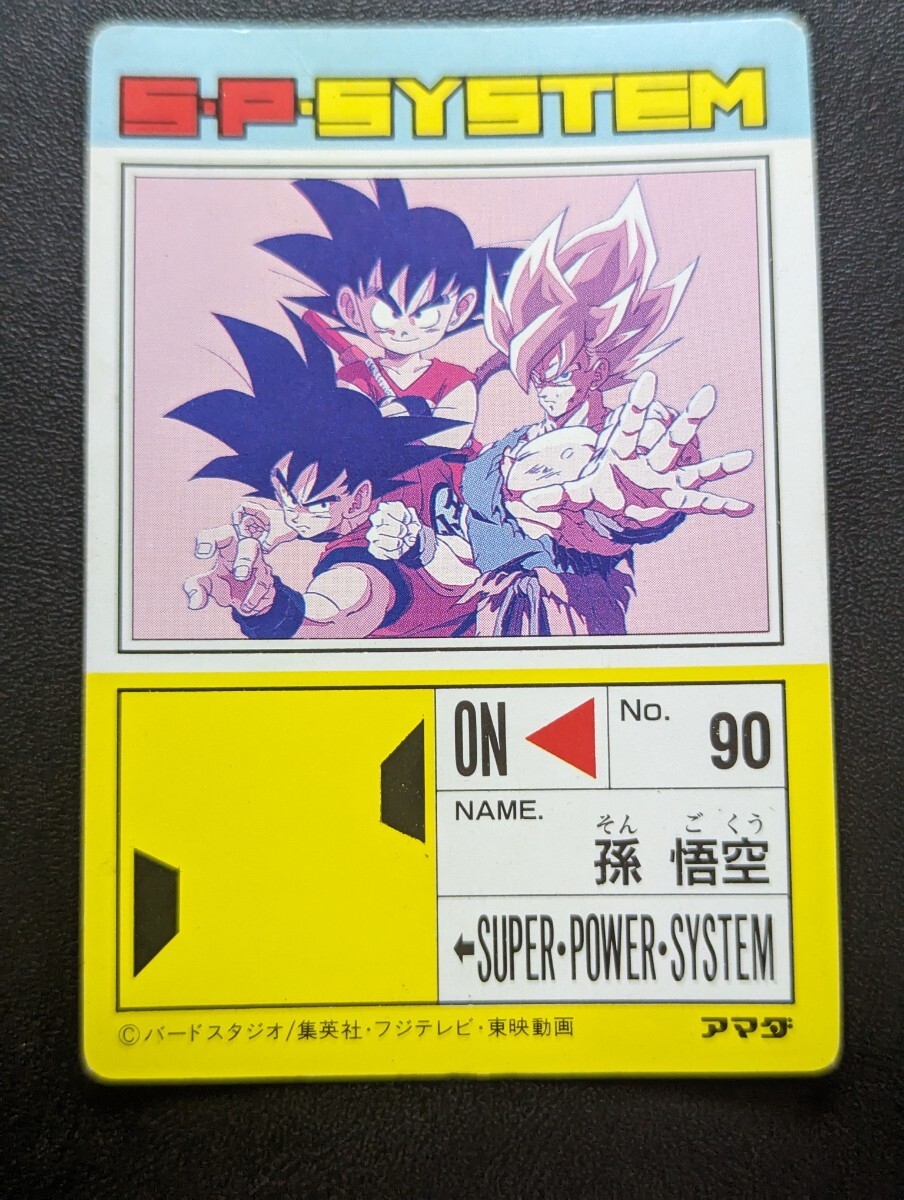 S・P・SYSTEM
ON
No. 90
NAME.
そん ご くう
孫 悟空
←SUPER・POWER・SYSTEM
©バードスタジオ/集英社・フジテレビ・東映動画
アマダ